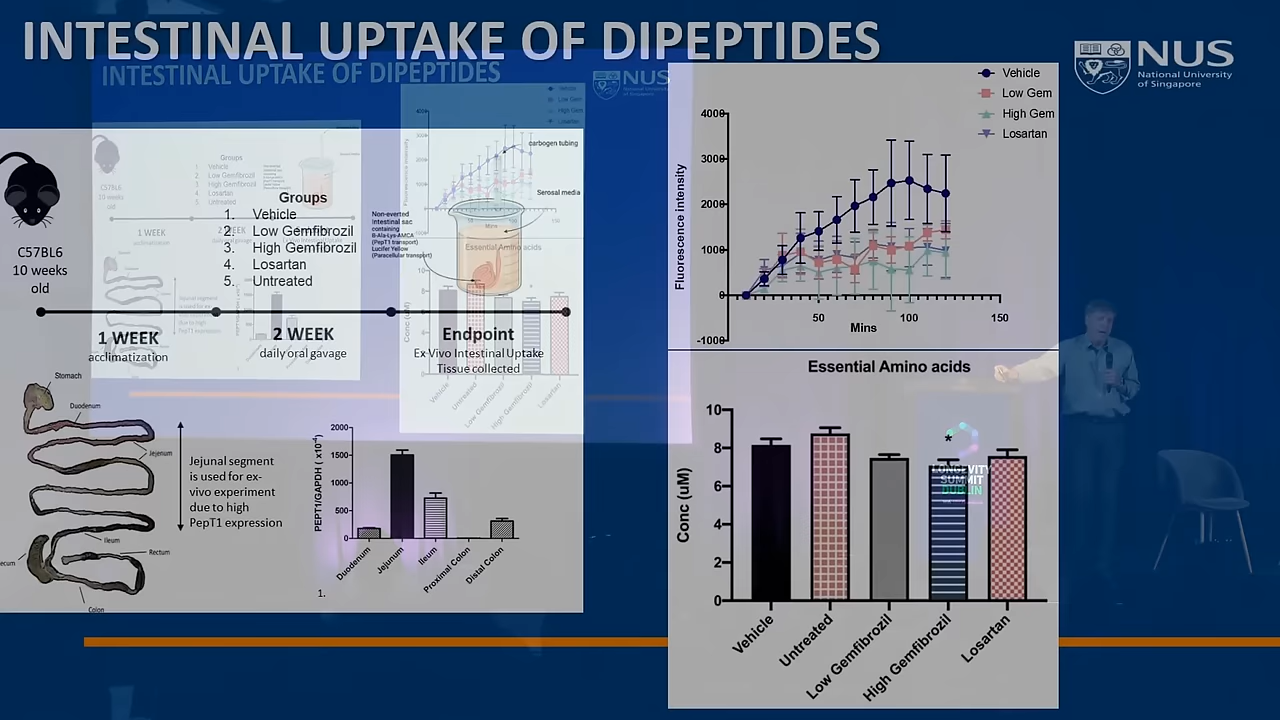 INTESTINAL UPTAKE OF DIPEPTIDES
NUS
National University
of Singapore
INTESTINAL UPTAKE OF DIPEPTIDES
NUS
C57BL6
10 weeks
old
Groups
1. Vehicle
2. Low Gemfibrozil
3. High Gemfibrozil
4. Losartan
5. Untreated
carbogen tubing
Serosal media
Non-everted
Intestinal sac
containing
B-Ala-Lys-AMCA
(PepT1 transport)
Lucifer Yellow
(Paracellular transport)
1 WEEK
acclimatization
2 WEEK
daily oral gavage
Endpoint
Ex-Vivo Intestinal Uptake
Tissue collected
Stomach
Duodenum
Jejunum
Ileum
Rectum
Colon
Jejunal segment
is used for ex-
vivo experiment
due to high
PepT1 expression
PEPT1/GAPDH ( x10⁻⁴)
2000
1500
1000
500
0
Duodenum
Jejunum
Ileum
Proximal Colon
Distal Colon
1.
Vehicle
Low Gem
High Gem
Losartan
Fluorescence intensity
4000
3000
2000
1000
0
-1000
50
100
150
Mins
Essential Amino acids
Conc (uM)
10
8
6
4
2
0
*
Vehicle
Untreated
Low Gemfibrozil
High Gemfibrozil
Losartan
LONGEVITY
SUMMIT
DUBLIN
Essential Amino acids